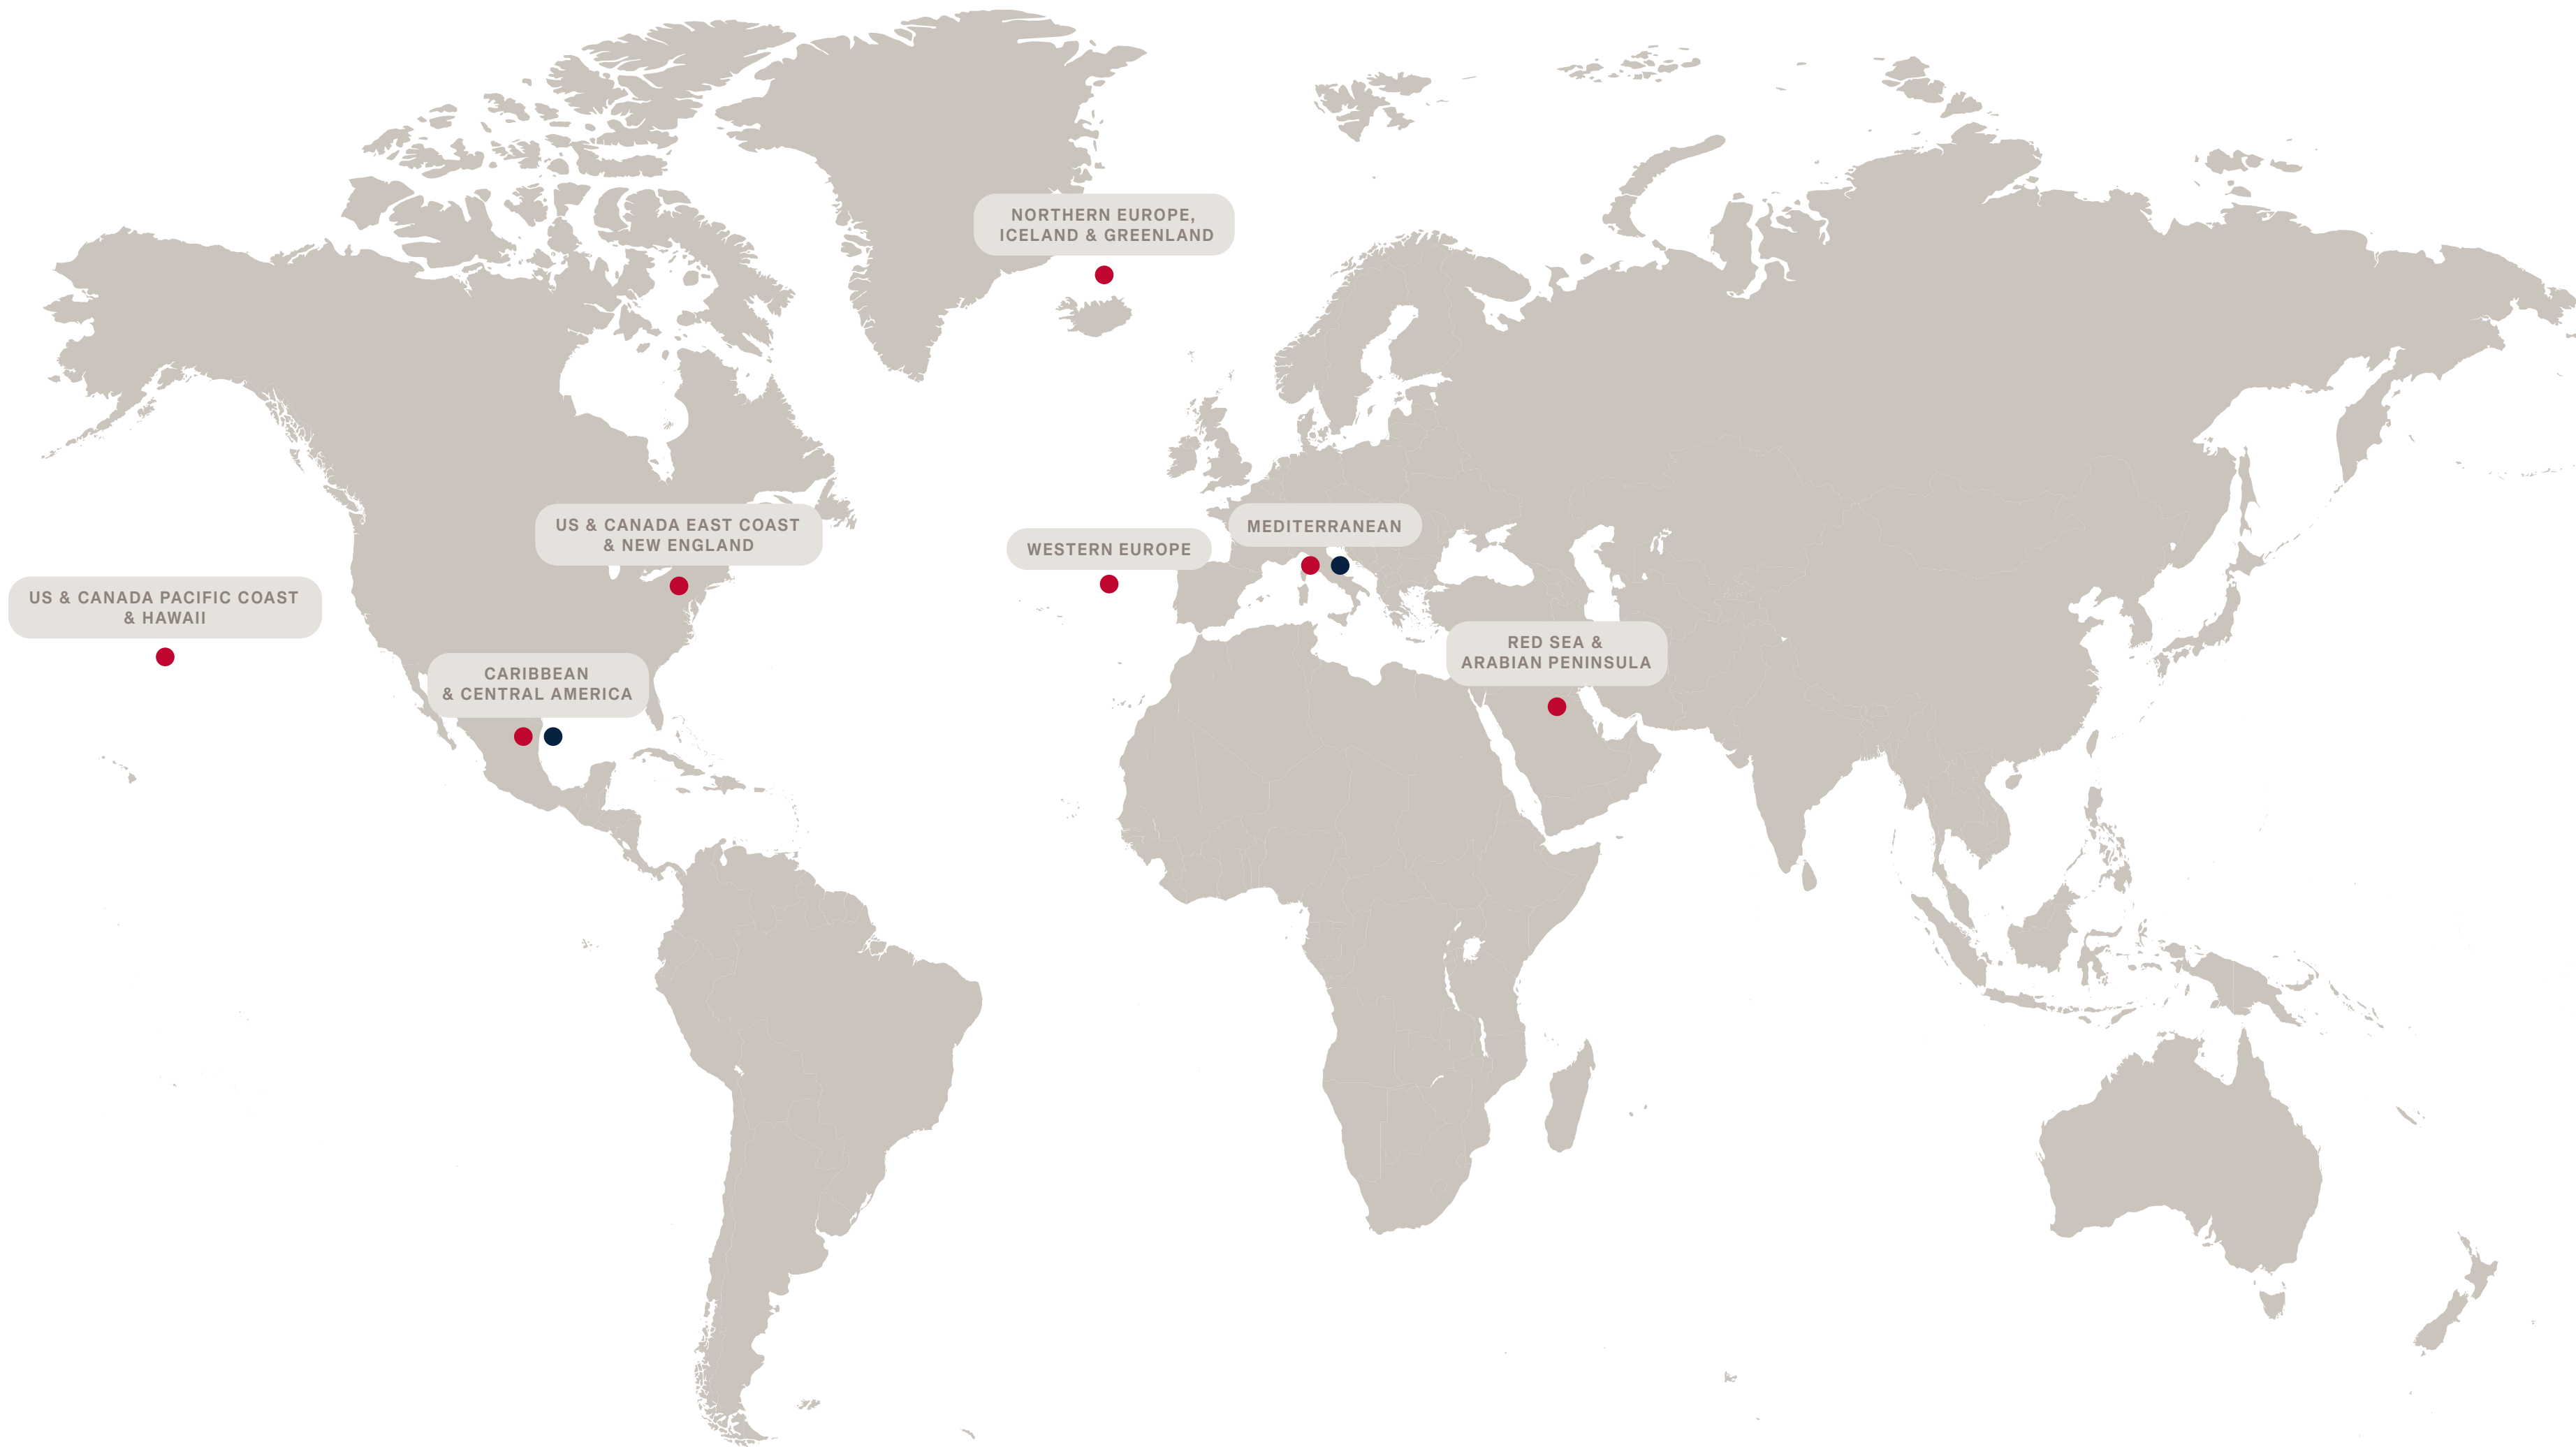 NORTHERN EUROPE,
ICELAND & GREENLAND
US & CANADA EAST COAST
& NEW ENGLAND
MEDITERRANEAN
WESTERN EUROPE
US & CANADA PACIFIC COAST
& HAWAII
RED SEA &
ARABIAN PENINSULA
CARIBBEAN
& CENTRAL AMERICA